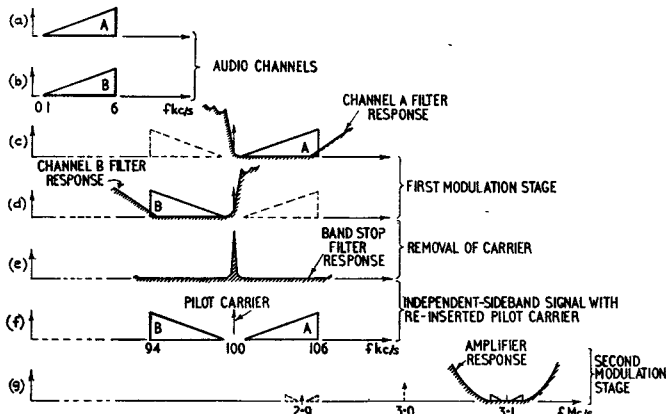 (a)
A
(b)
B
0·1
6
fkc/s
AUDIO CHANNELS
CHANNEL A FILTER
RESPONSE
(c)
A
CHANNEL B FILTER
RESPONSE
(d)
B
FIRST MODULATION STAGE
(e)
BAND STOP
FILTER
RESPONSE
REMOVAL OF CARRIER
PILOT CARRIER
(f)
B
A
94
100
106
fkc/s
INDEPENDENT-SIDEBAND SIGNAL WITH
RE-INSERTED PILOT CARRIER
AMPLIFIER
RESPONSE
(g)
2·9
3·0
3·1
f Mc/s
SECOND
MODULATION
STAGE